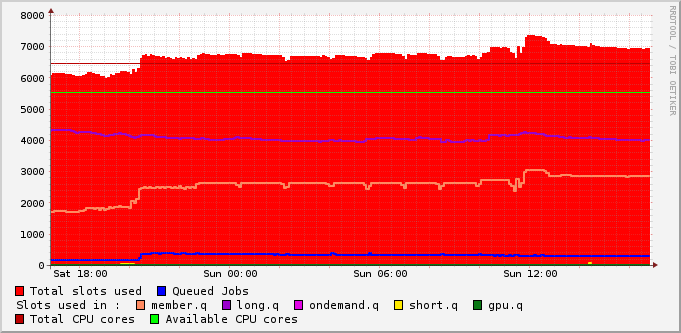 8000
7000
6000
5000
4000
3000
2000
1000
0
Sat 18:00 Sun 00:00 Sun 06:00 Sun 12:00
Total slots used Queued Jobs
Slots used in : member.q long.q ondemand.q short.q gpu.q
Total CPU cores Available CPU cores
RRDTOOL / TOBI OETIKER